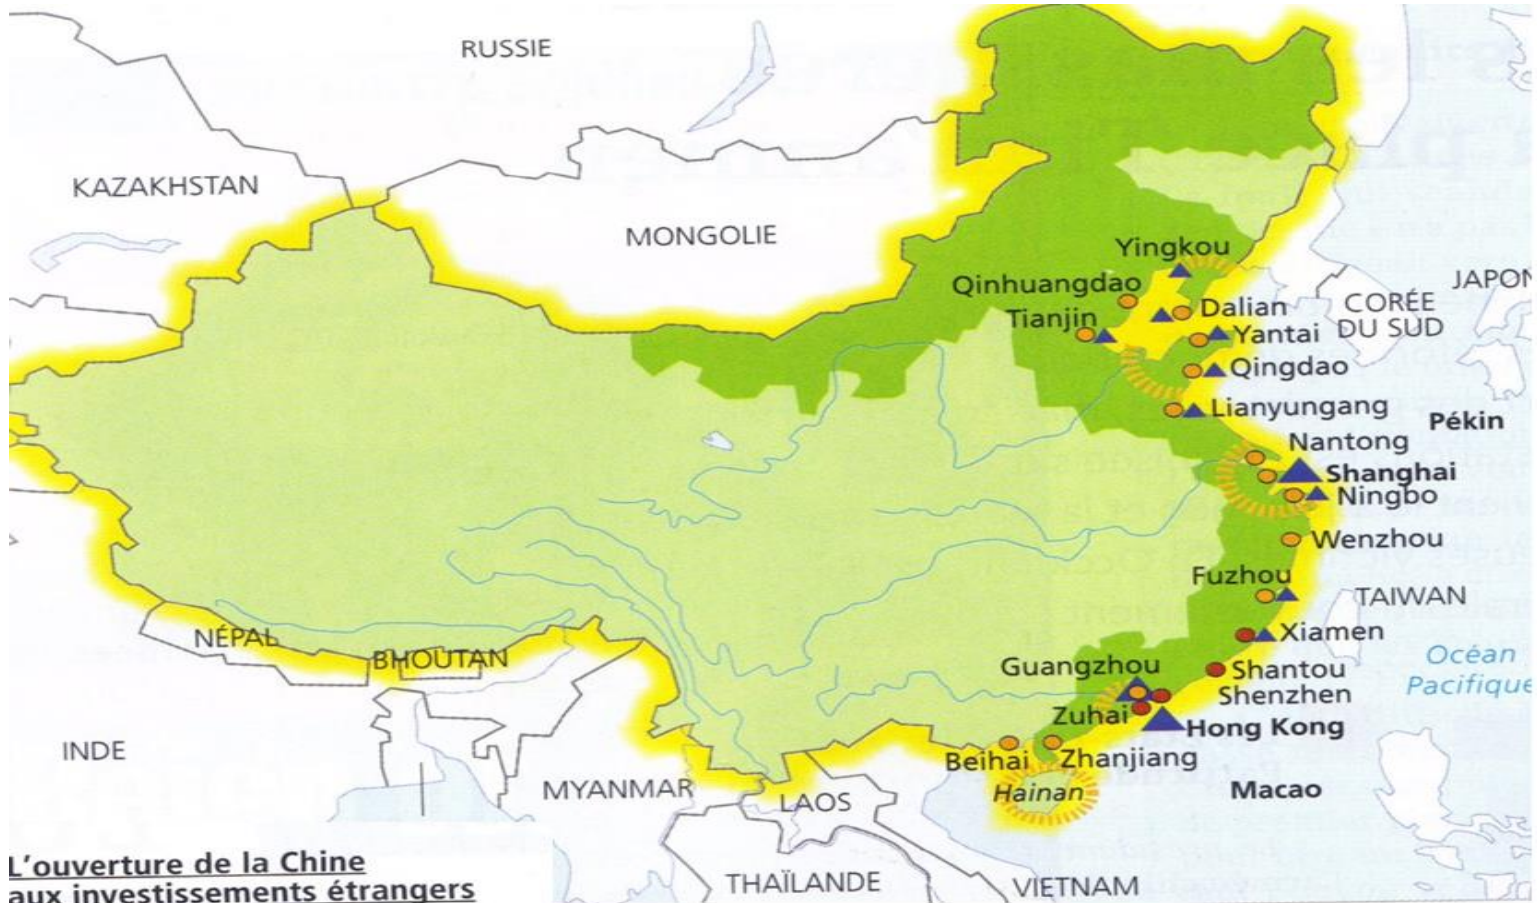 RUSSIE
KAZAKHSTAN
MONGOLIE
Yingkou
Qinhuangdao
JAPON
Dalian
CORÉE
DU SUD
Tianjin
Yantai
Qingdao
Lianyungang
Pékin
Nantong
Shanghai
Ningbo
Wenzhou
Fuzhou
TAIWAN
Xiamen
NÉPAL
BHOUTAN
Océan
Pacifique
Guangzhou
Shantou
Shenzhen
Zuhai
Hong Kong
INDE
Beihai
Zhanjiang
MYANMAR
LAOS
Hainan
Macao
L'ouverture de la Chine
aux investissements étrangers
THAÏLANDE
VIETNAM